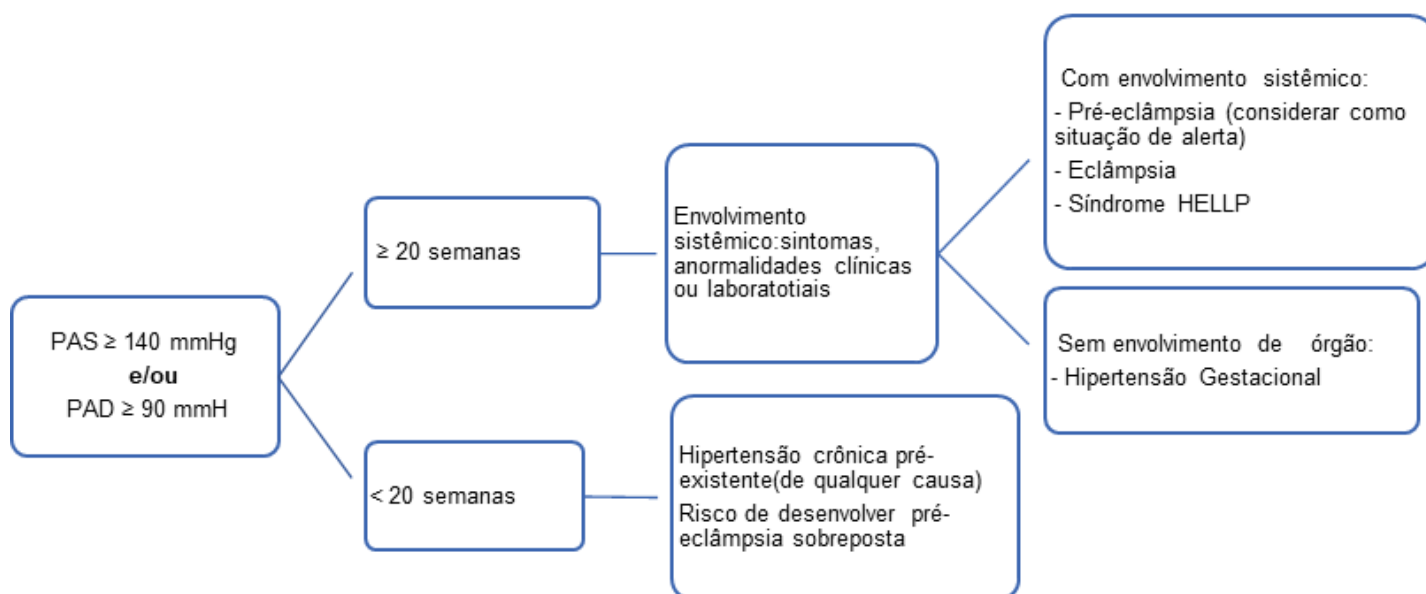 PAS ≥ 140 mmHg
e/ou
PAD ≥ 90 mmH
≥ 20 semanas
Envolvimento
sistêmico:sintomas,
anormalidades clínicas
ou laboratotiais
Com envolvimento sistêmico:
- Pré-eclâmpsia (considerar como
situação de alerta)
- Eclâmpsia
- Síndrome HELLP
Sem envolvimento de órgão:
- Hipertensão Gestacional
< 20 semanas
Hipertensão crônica pré-
existente(de qualquer causa)
Risco de desenvolver pré-
eclâmpsia sobreposta